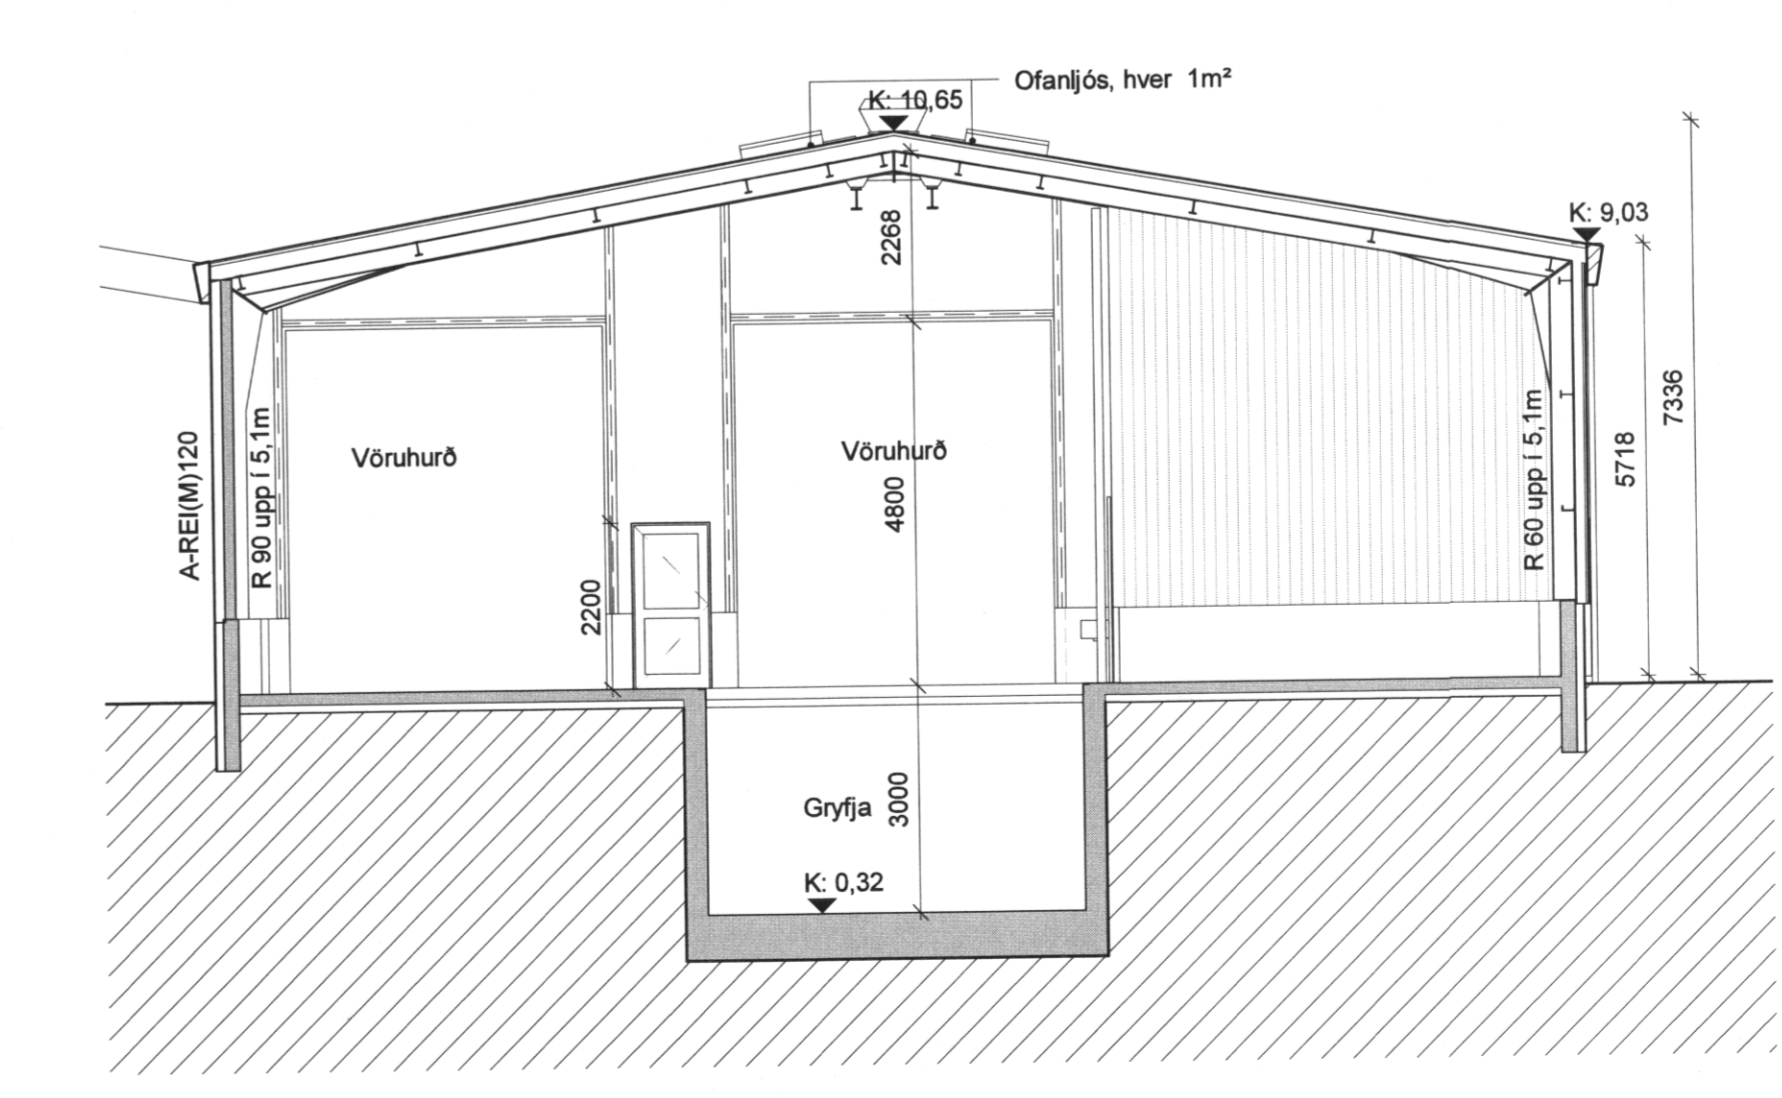 Ofanljós, hver 1m²
K: 10,65
K: 9,03
2268
7336
A-REI(M)120
R 90 upp í 5,1m
Vöruhurð
Vöruhurð
4800
R 60 upp í 5,1m
5718
2200
Gryfja
3000
K: 0,32